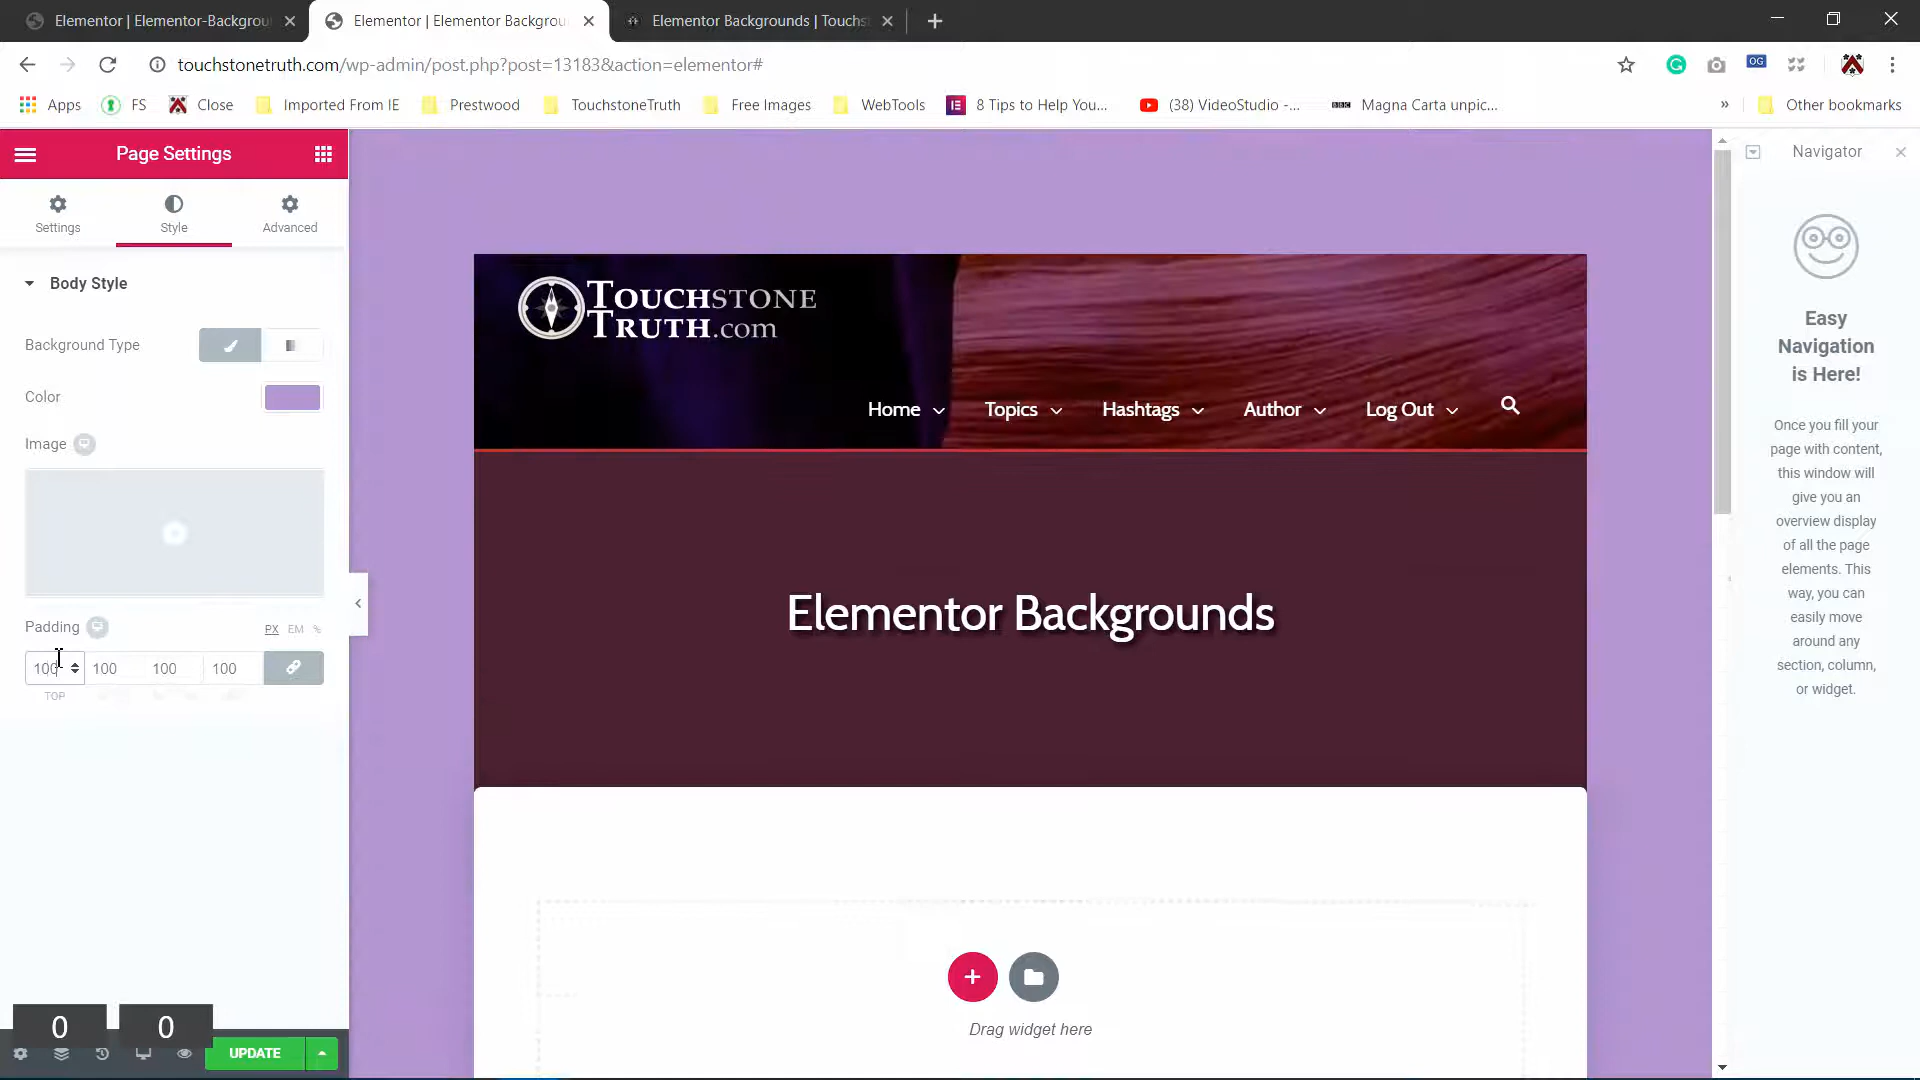 Elementor | Elementor-Backgrou
Elementor | Elementor Backgrou
Elementor Backgrounds | Touchst
touchstonetruth.com/wp-admin/post.php?post=13183&action=elementor#
OG
Apps
FS
Close
Imported From IE
Prestwood
TouchstoneTruth
Free Images
WebTools
8 Tips to Help You...
(38) VideoStudio -...
BBC
Magna Carta unpic...
»
Other bookmarks
Page Settings
Settings
Style
Advanced
Body Style
Background Type
Color
Image
Padding
PX EM %
100 100 100 100
TOP
0 0
UPDATE
TOUCHSTONE
TRUTH.com
Home
Topics
Hashtags
Author
Log Out
Elementor Backgrounds
Drag widget here
Navigator
Easy
Navigation
is Here!
Once you fill your
page with content,
this window will
give you an
overview display
of all the page
elements. This
way, you can
easily move
around any
section, column,
or widget.